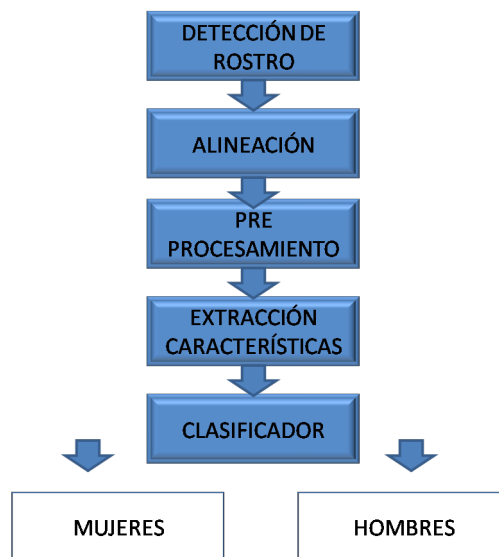 DETECCIÓN DE
ROSTRO
ALINEACIÓN
PRE
PROCESAMIENTO
EXTRACCIÓN
CARACTERÍSTICAS
CLASIFICADOR
MUJERES
HOMBRES